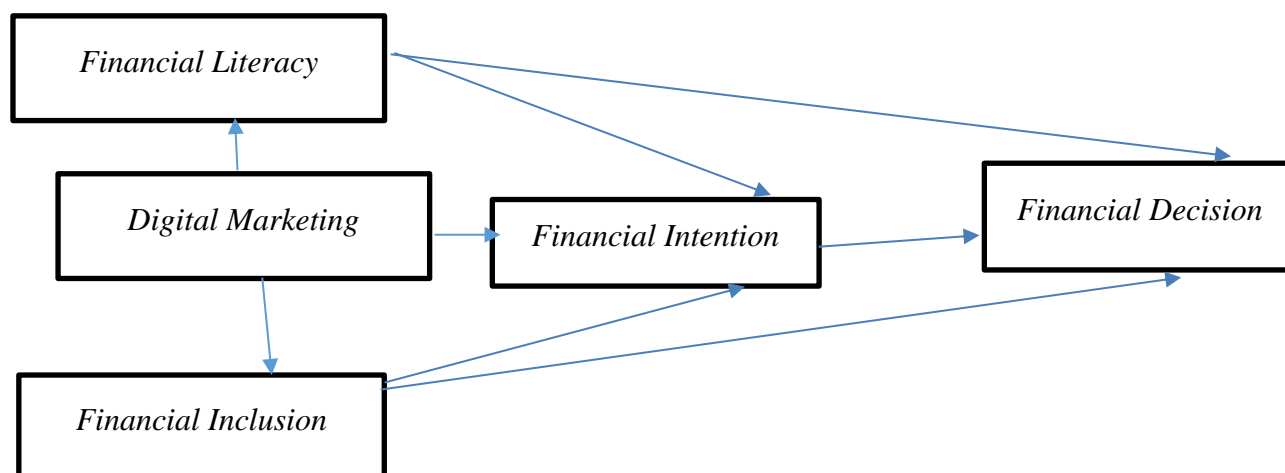 Financial Literacy
Digital Marketing
Financial Intention
Financial Decision
Financial Inclusion